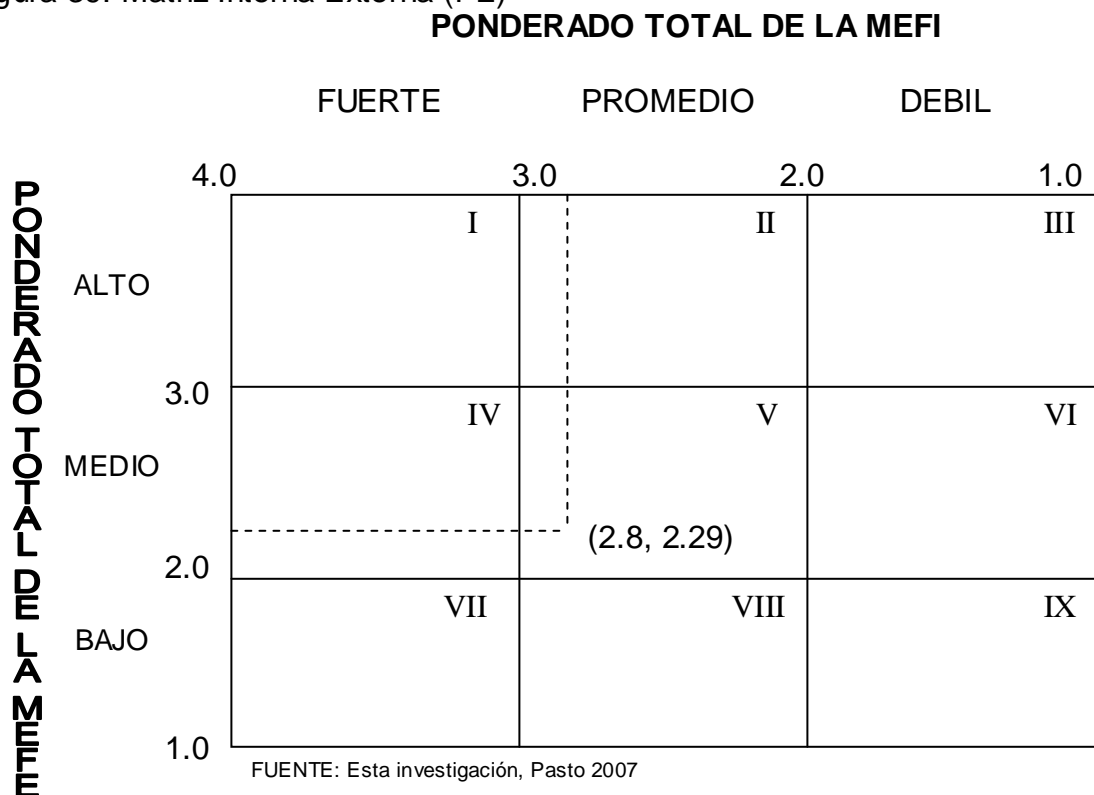 PONDERADO TOTAL DE LA MEFI
FUERTE PROMEDIO DEBIL
4.0 3.0 2.0 1.0
PONDERADO TOTAL DE LA MEFE
I II III
ALTO
3.0
IV V VI
MEDIO
(2.8, 2.29)
2.0
VII VIII IX
BAJO
1.0
FUENTE: Esta investigación, Pasto 2007